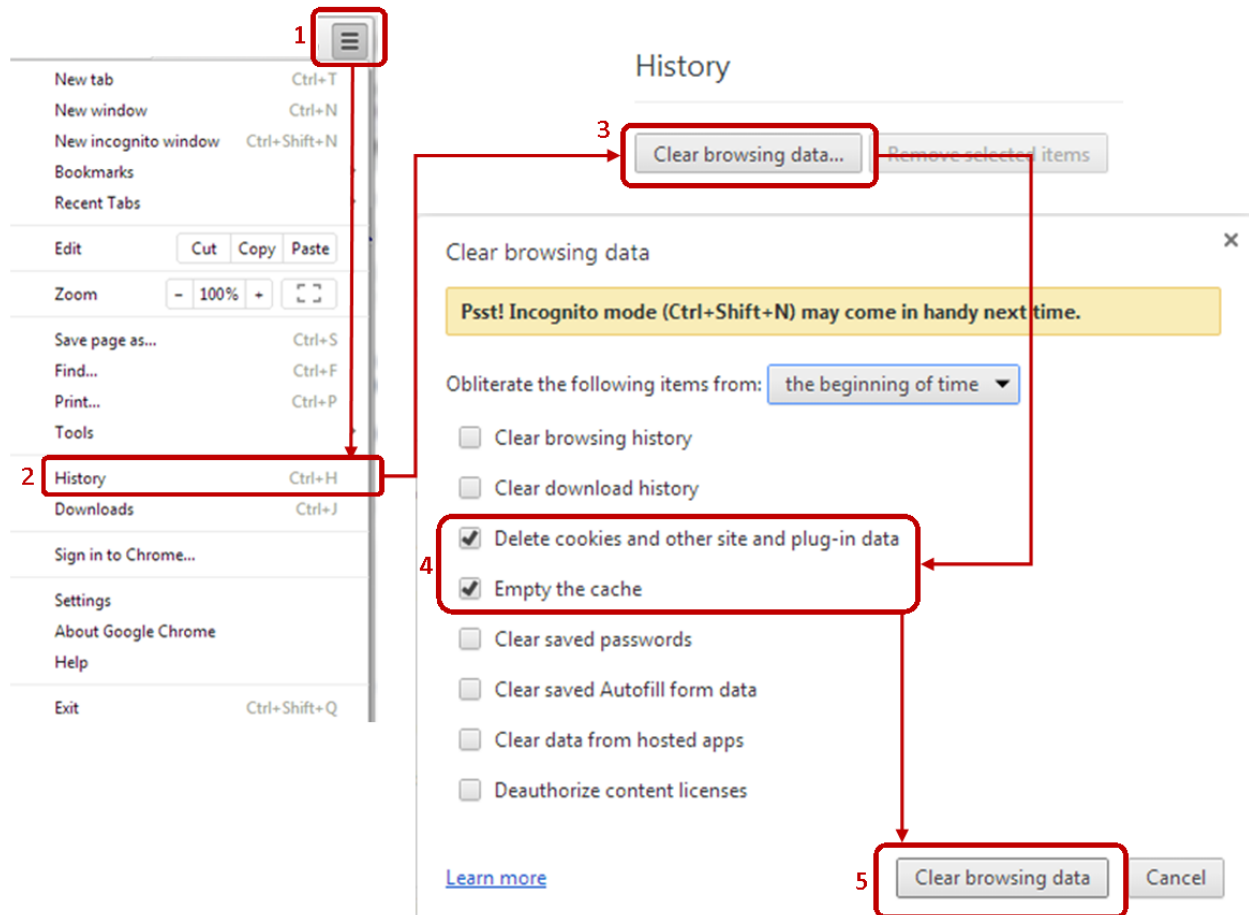 1
New tab Ctrl+T
New window Ctrl+N
New incognito window Ctrl+Shift+N
Bookmarks
Recent Tabs
Edit Cut Copy Paste
Zoom - 100% +
Save page as... Ctrl+S
Find... Ctrl+F
Print... Ctrl+P
Tools
2 History Ctrl+H
Downloads Ctrl+J
Sign in to Chrome...
Settings
About Google Chrome
Help
Exit Ctrl+Shift+Q
History
3 Clear browsing data... Remove selected items
Clear browsing data ×
Psst! Incognito mode (Ctrl+Shift+N) may come in handy next time.
Obliterate the following items from: the beginning of time
Clear browsing history
Clear download history
4
Delete cookies and other site and plug-in data
Empty the cache
Clear saved passwords
Clear saved Autofill form data
Clear data from hosted apps
Deauthorize content licenses
Learn more 5 Clear browsing data Cancel